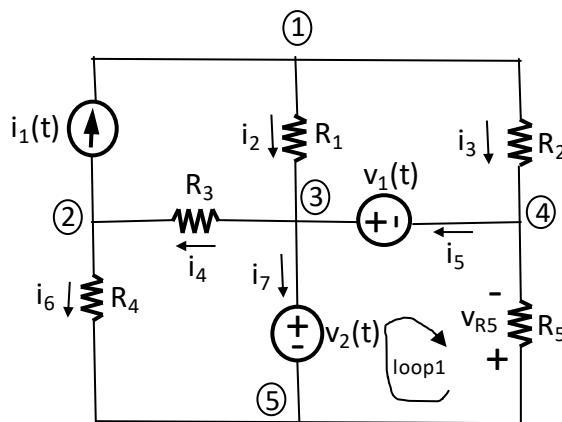 1
i1(t)
i2
R1
i3
R2
v1(t)
R3
2
3
4
i4
i5
i6
R4
i7
+
-
v2(t)
loop1
-
vR5
R5
+
+
-
5